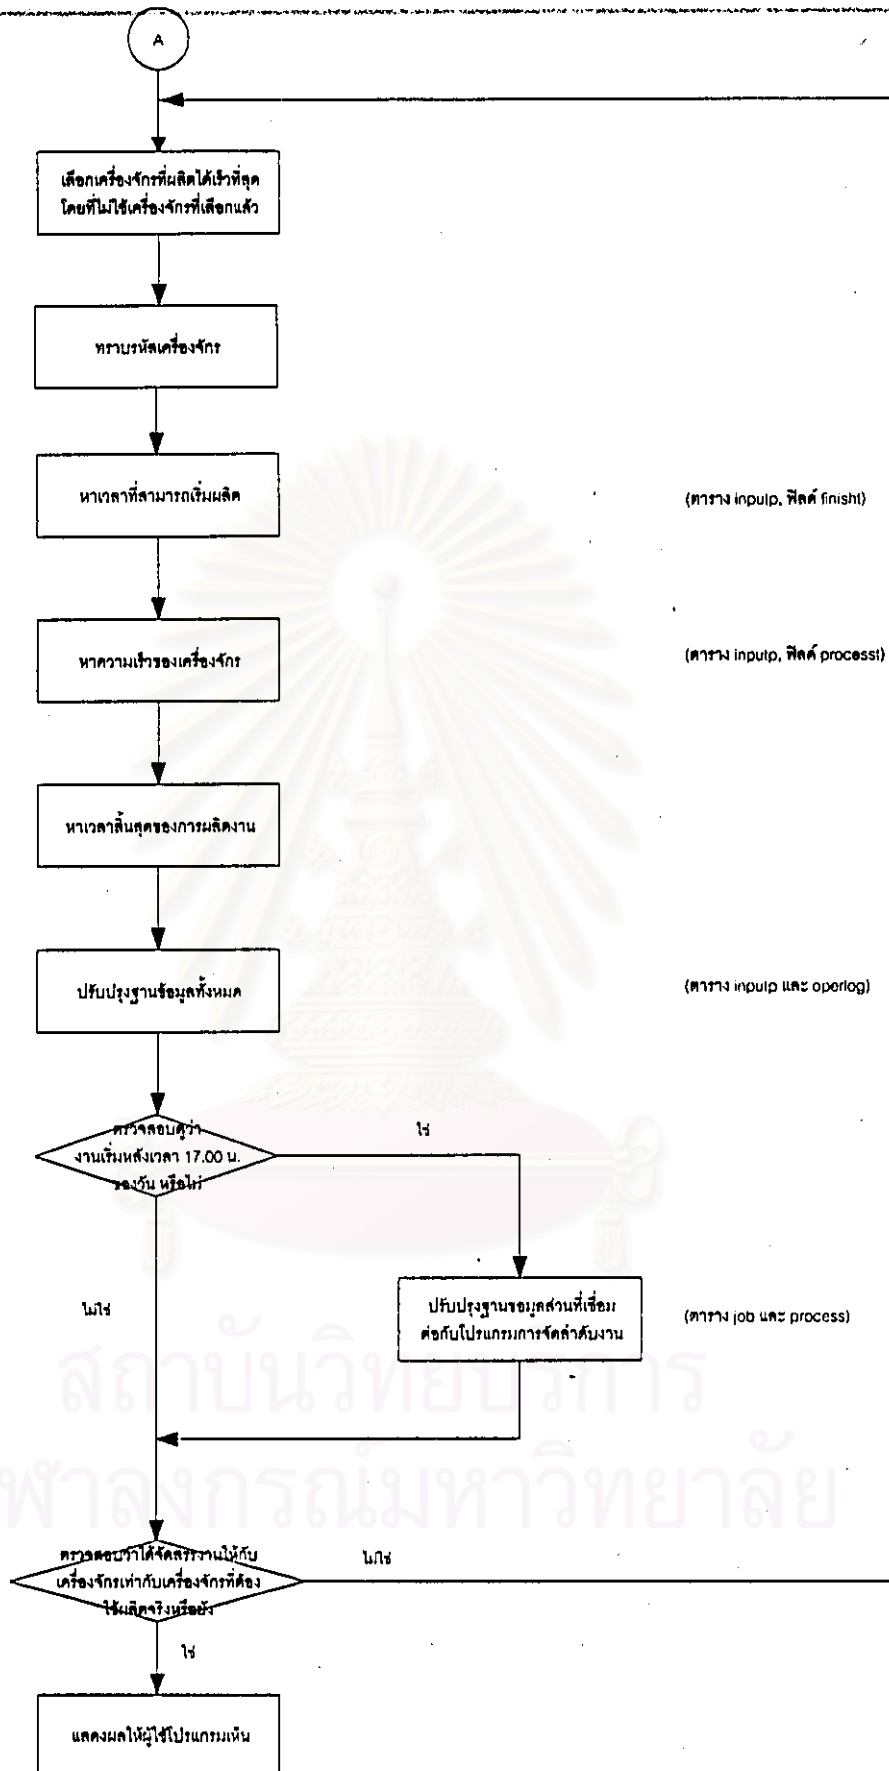 A
เลือกเครื่องจักรที่ผลิตได้เร็วที่สุด
โดยที่ไม่ใช้เครื่องจักรที่เลือกแล้ว
ทราบรหัสเครื่องจักร
หาเวลาที่สามารถเริ่มผลิต
(ตาราง inputp, ฟิลด์ finisht)
หาความเร็วของเครื่องจักร
(ตาราง inputp, ฟิลด์ processt)
หาเวลาสิ้นสุดของการผลิตงาน
ปรับปรุงฐานข้อมูลทั้งหมด
(ตาราง inputp และ operlog)
ตรวจสอบดูว่า
งานเริ่มหลังเวลา 17.00 น.
ของวัน หรือไม่
ใช่
ไม่ใช่
ปรับปรุงฐานข้อมูลส่วนที่เชื่อม
ต่อกับโปรแกรมการจัดลำดับงาน
(ตาราง job และ process)
สถาบันวิทยบริการ
จุฬาลงกรณ์มหาวิทยาลัย
ตรวจสอบว่าได้จัดสรรงานให้กับ
เครื่องจักรเท่ากับเครื่องจักรที่ต้อง
ใช้ผลิตจริงหรือยัง
ไม่ใช่
ใช่
แสดงผลให้ผู้ใช้โปรแกรมเห็น